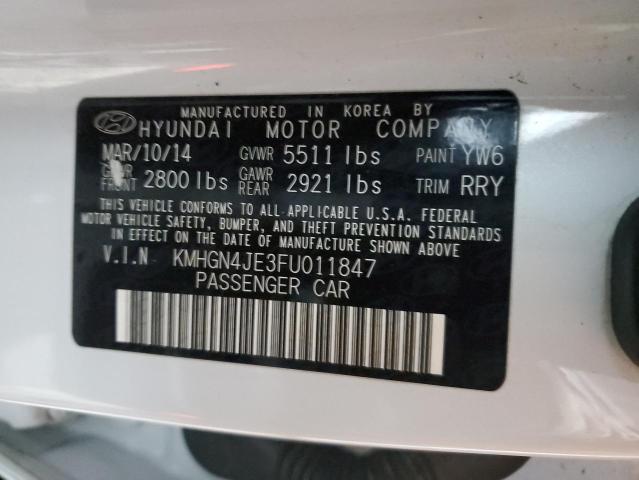 MANUFACTURED IN KOREA BY
HYUNDAI MOTOR COMPANY
MAR/10/14 GVWR 5511 lbs PAINT YW6
GAWR FRONT 2800 lbs GAWR REAR 2921 lbs TRIM RRY
THIS VEHICLE CONFORMS TO ALL APPLICABLE U.S.A. FEDERAL
MOTOR VEHICLE SAFETY, BUMPER, AND THEFT PREVENTION STANDARDS
IN EFFECT ON THE DATE OF MANUFACTURE SHOWN ABOVE
V.I.N KMHGN4JE3FU011847
PASSENGER CAR